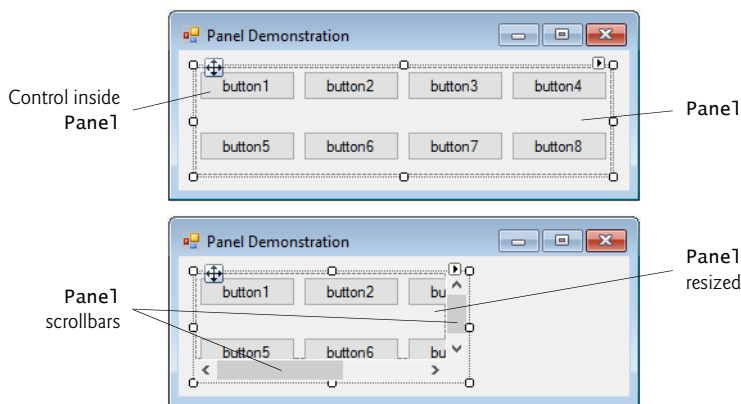 Panel Demonstration
button1 button2 button3 button4
Control inside
Panel
Panel
button5 button6 button7 button8
Panel Demonstration
Panel
resized
button1 button2 bu
Panel
scrollbars
button5 button6 bu